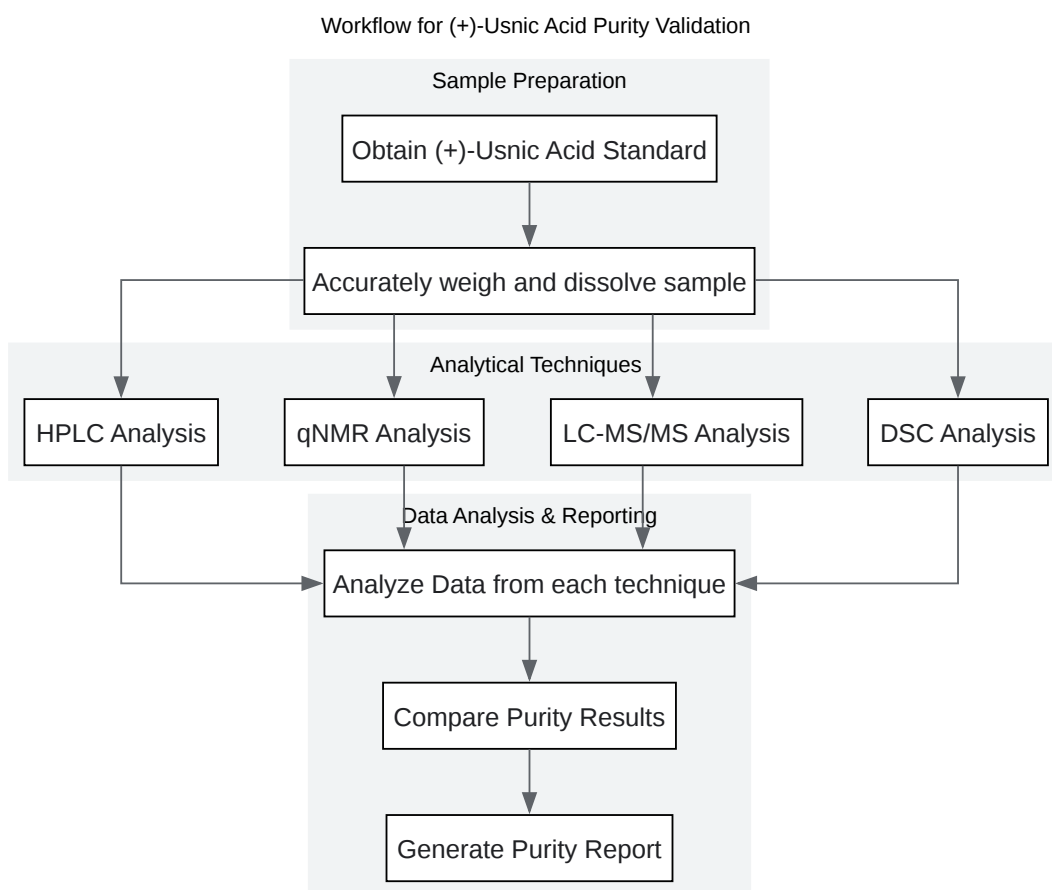 Workflow for (+)-Usnic Acid Purity Validation
Sample Preparation
Obtain (+)-Usnic Acid Standard
Accurately weigh and dissolve sample
Analytical Techniques
HPLC Analysis
qNMR Analysis
LC-MS/MS Analysis
DSC Analysis
Data Analysis & Reporting
Analyze Data from each technique
Compare Purity Results
Generate Purity Report